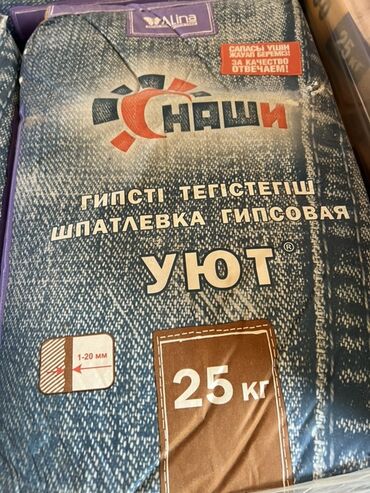 ALina
САПАСЫ ҮШІН
ЖАУАП БЕРЕМІЗ!
ЗА КАЧЕСТВО
ОТВЕЧАЕМ!
НАШИ
ГИПСТІ ТЕГІСТЕГІШ
ШПАТЛЕВКА ГИПСОВАЯ
УЮТ®
1-20 мм
25 кг
25